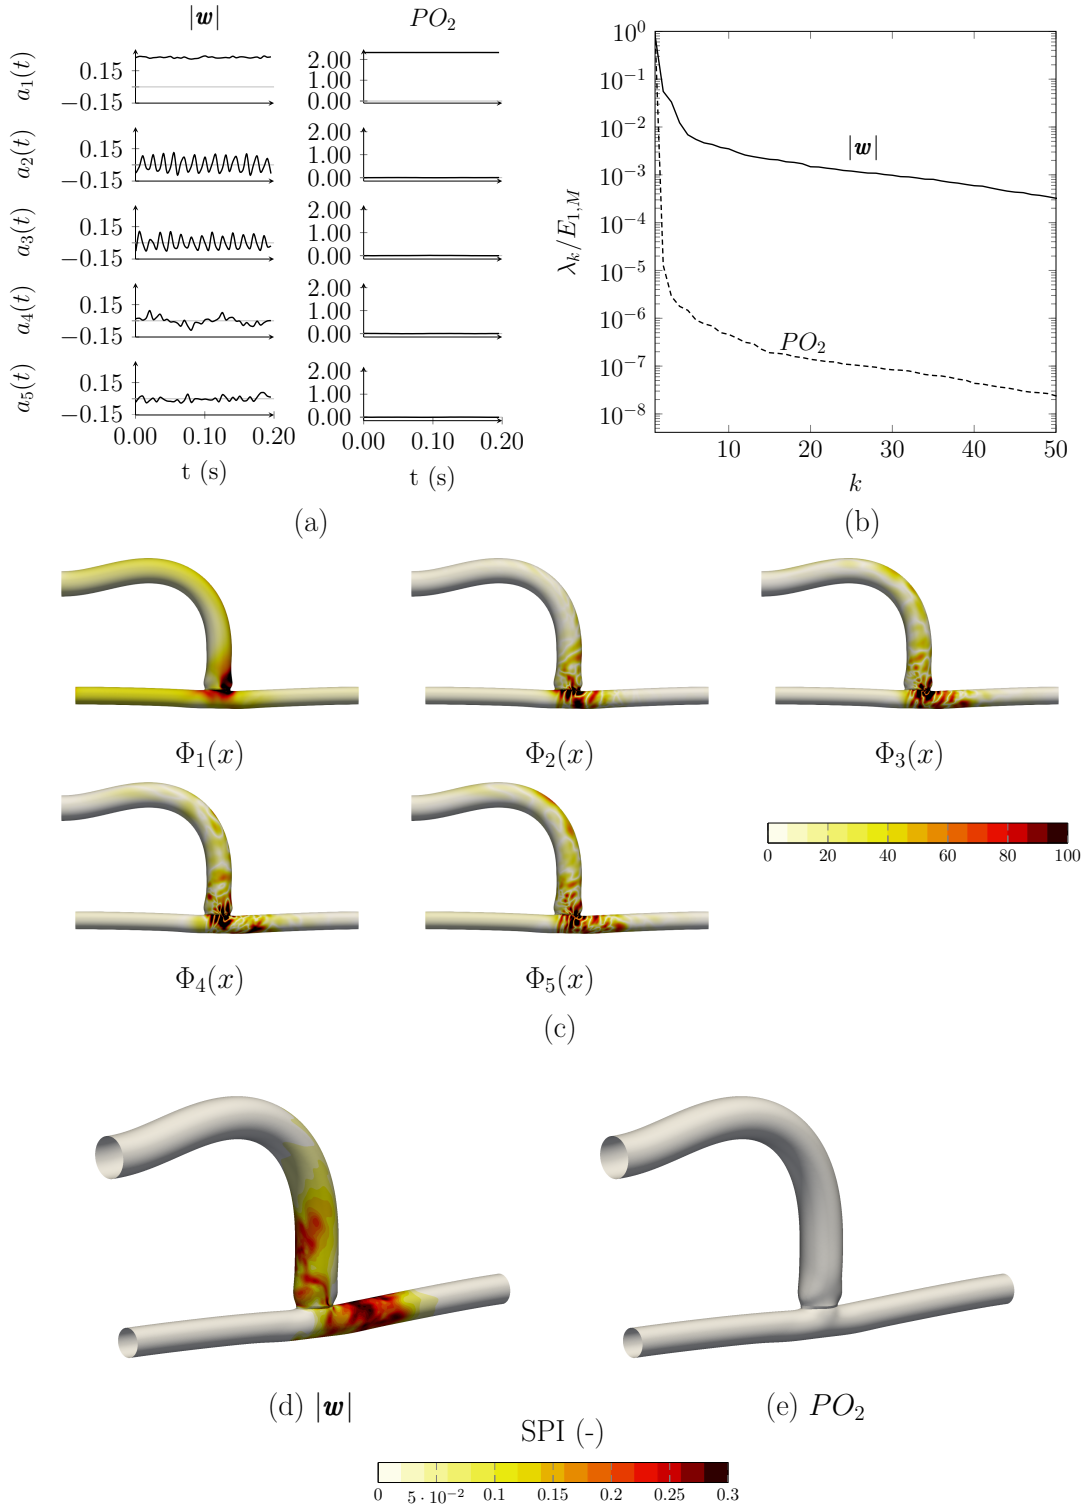 |w| PO₂
a₁(t) 0.15 −0.15 2.00 1.00 0.00
a₂(t) 0.15 −0.15 2.00 1.00 0.00
a₃(t) 0.15 −0.15 2.00 1.00 0.00
a₄(t) 0.15 −0.15 2.00 1.00 0.00
a₅(t) 0.15 −0.15 2.00 1.00 0.00
0.00 0.10 0.20 0.00 0.10 0.20
t (s) t (s)
(a)
λₖ/E₁,M
10⁰
10⁻¹
10⁻²
10⁻³
10⁻⁴
10⁻⁵
10⁻⁶
10⁻⁷
10⁻⁸
|w|
PO₂
10 20 30 40 50
k
(b)
Φ₁(x) Φ₂(x) Φ₃(x)
Φ₄(x) Φ₅(x)
0 20 40 60 80 100
(c)
(d) |w| (e) PO₂
SPI (-)
0 5·10⁻² 0.1 0.15 0.2 0.25 0.3